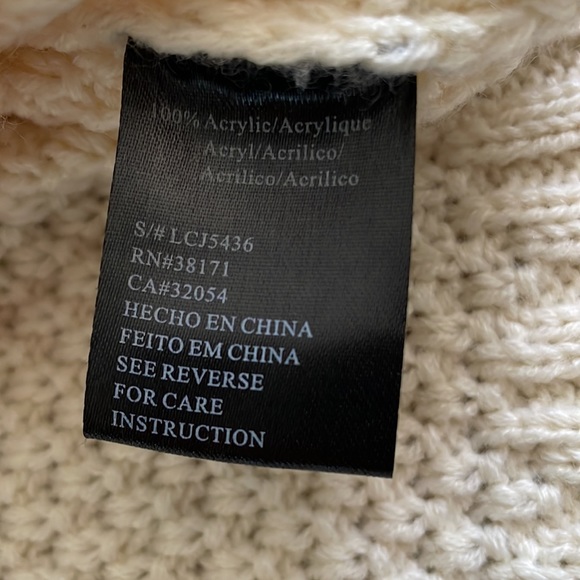 100% Acrylic/Acrylique
Acryl/Acrilico/
Acrilico/Acrilico
S/# LCJ5436
RN#38171
CA#32054
HECHO EN CHINA
FEITO EM CHINA
SEE REVERSE
FOR CARE
INSTRUCTION